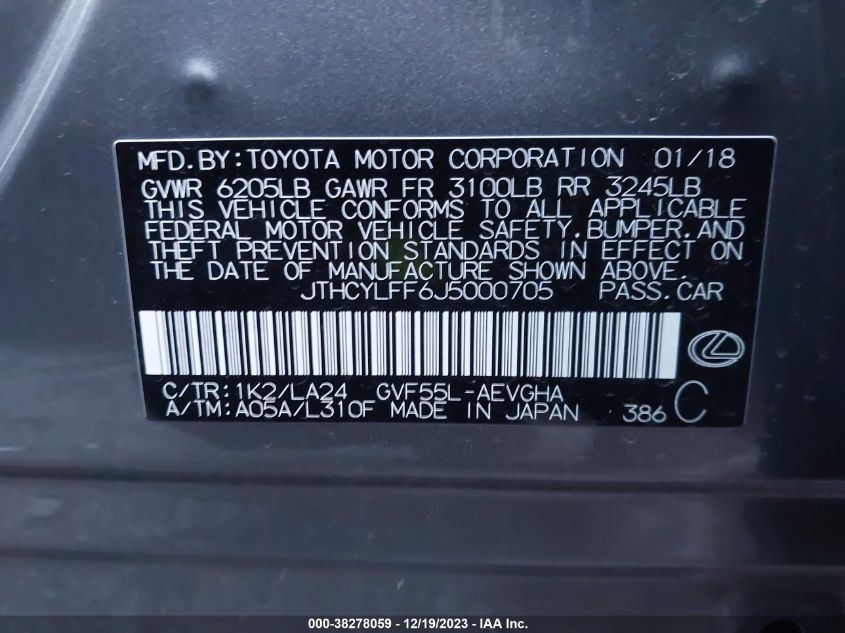 MFD.BY:TOYOTA MOTOR CORPORATION 01/18
GVWR 6205LB GAWR FR 3100LB RR 3245LB
THIS VEHICLE CONFORMS TO ALL APPLICABLE
FEDERAL MOTOR VEHICLE SAFETY.BUMPER.AND
THEFT PREVENTION STANDARDS IN EFFECT ON
THE DATE OF MANUFACTURE SHOWN ABOVE.
JTHCYLFF6J5000705 PASS.CAR
C/TR:1K2/LA24 GVF55L-AEVGHA
A/TM:A05A/L310F MADE IN JAPAN 386 C
000-38278059 - 12/19/2023 - EXPRESS INC.